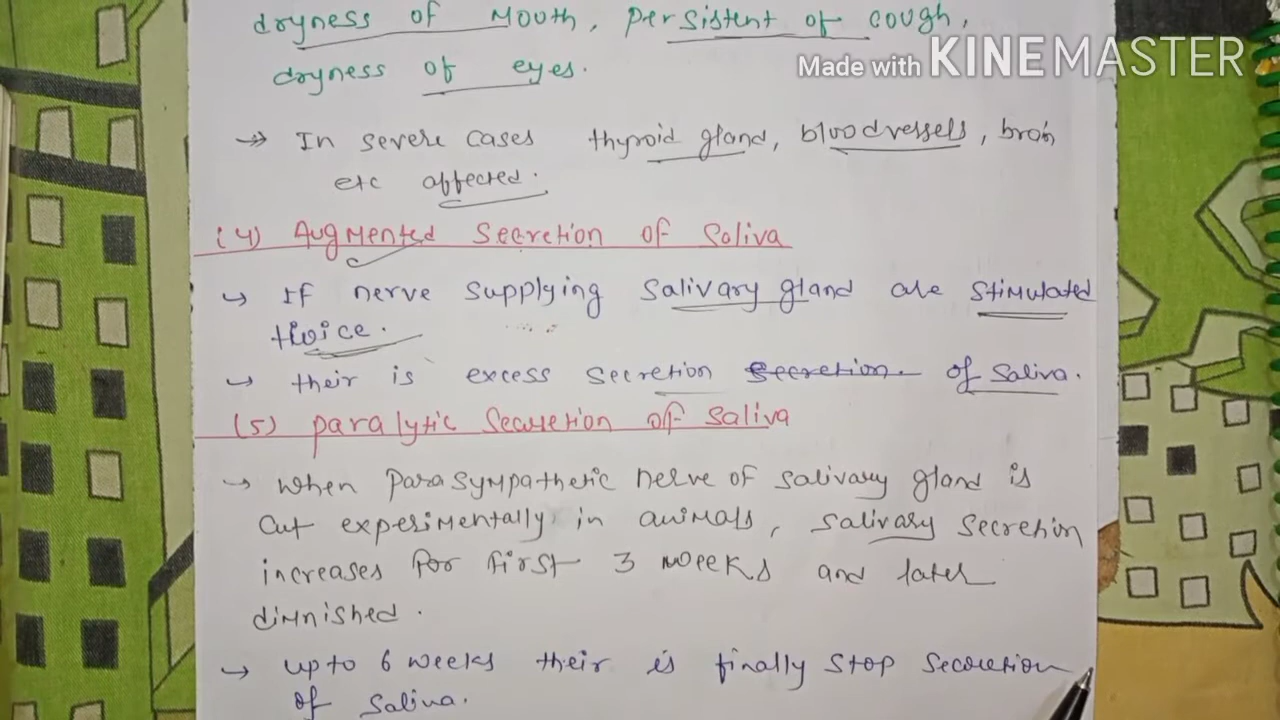 dryness of Mouth, persistent of cough,
Made with KINEMASTER
dryness of eyes.
→ In severe cases thyroid gland, bloodvessels, brain
etc affected.
(4) Augmented Secretion of Saliva
→ If nerve supplying salivary gland are stimulated
twice.
→ their is excess secretion secretion of saliva.
(5) paralytic Secretion of saliva
→ when parasympathetic nerve of salivary gland is
cut experimentally in animals, salivary secretion
increases for first 3 weeks and later
diminished.
→ up to 6 weeks their is finally stop secretion
of saliva.